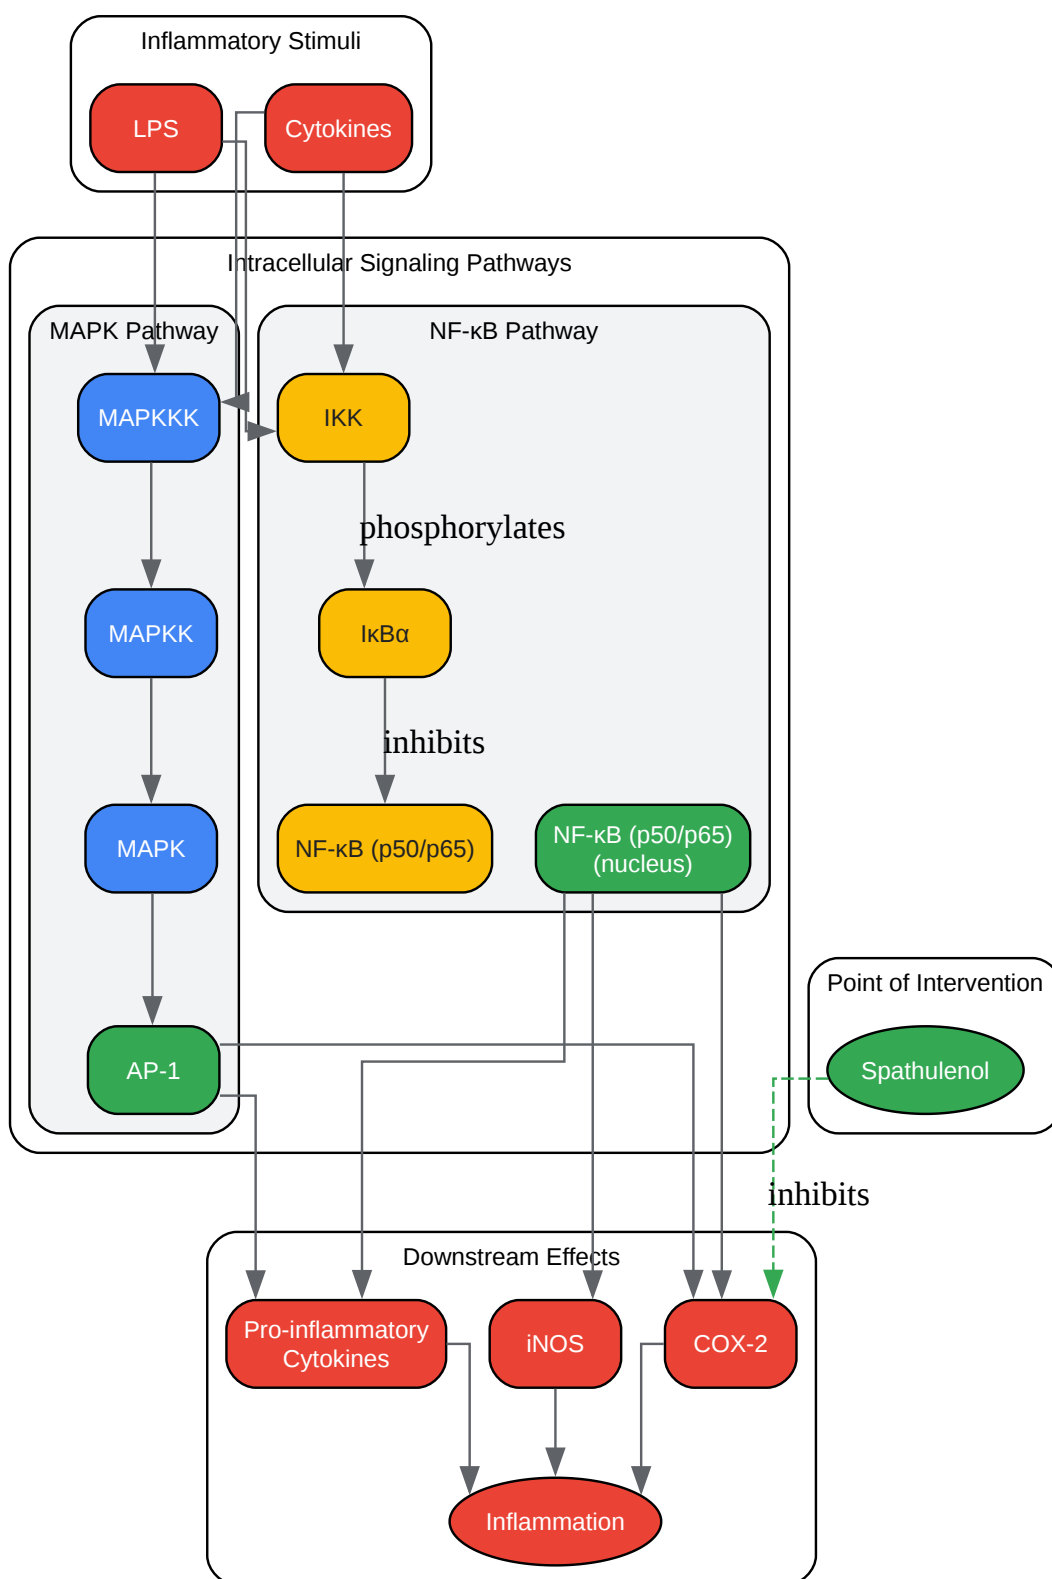 Inflammatory Stimuli
LPS
Cytokines
Intracellular Signaling Pathways
MAPK Pathway
NF-κB Pathway
MAPKKK
IKK
phosphorylates
MAPKK
IκBα
inhibits
MAPK
NF-κB (p50/p65)
NF-κB (p50/p65)
(nucleus)
Point of Intervention
AP-1
Spathulenol
inhibits
Downstream Effects
Pro-inflammatory
Cytokines
iNOS
COX-2
Inflammation